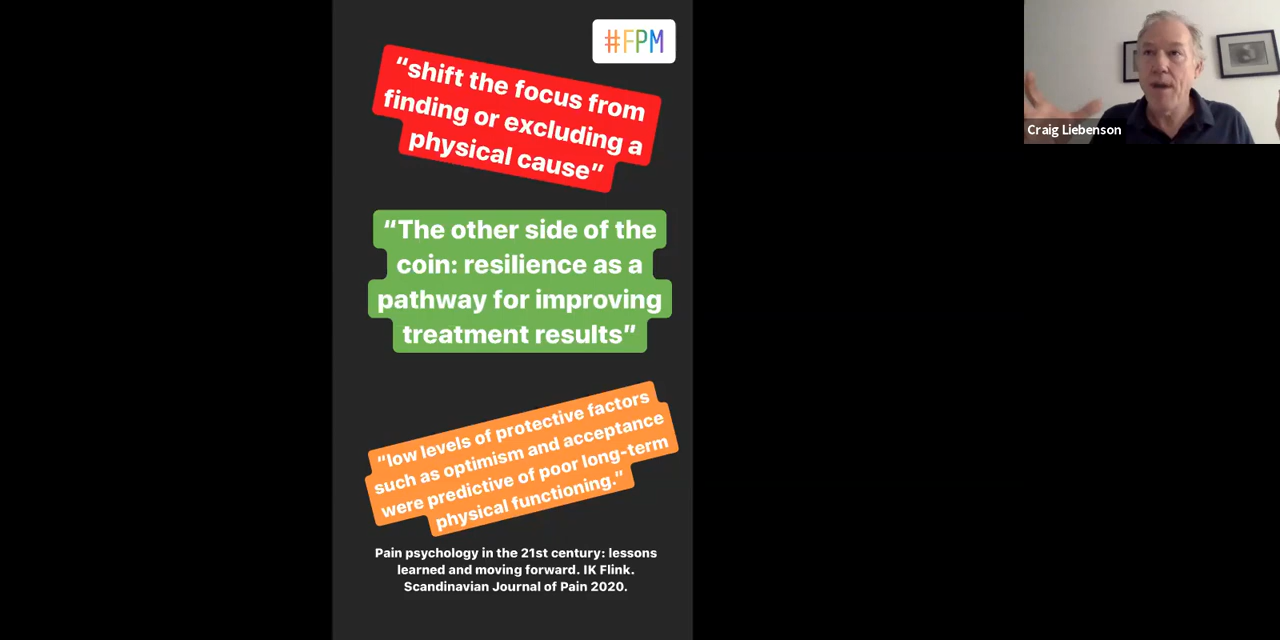 #FPM
“shift the focus from
finding or excluding a
physical cause”
“The other side of the
coin: resilience as a
pathway for improving
treatment results”
“low levels of protective factors
such as optimism and acceptance
were predictive of poor long-term
physical functioning.”
Pain psychology in the 21st century: lessons
learned and moving forward. IK Flink.
Scandinavian Journal of Pain 2020.
Craig Liebenson